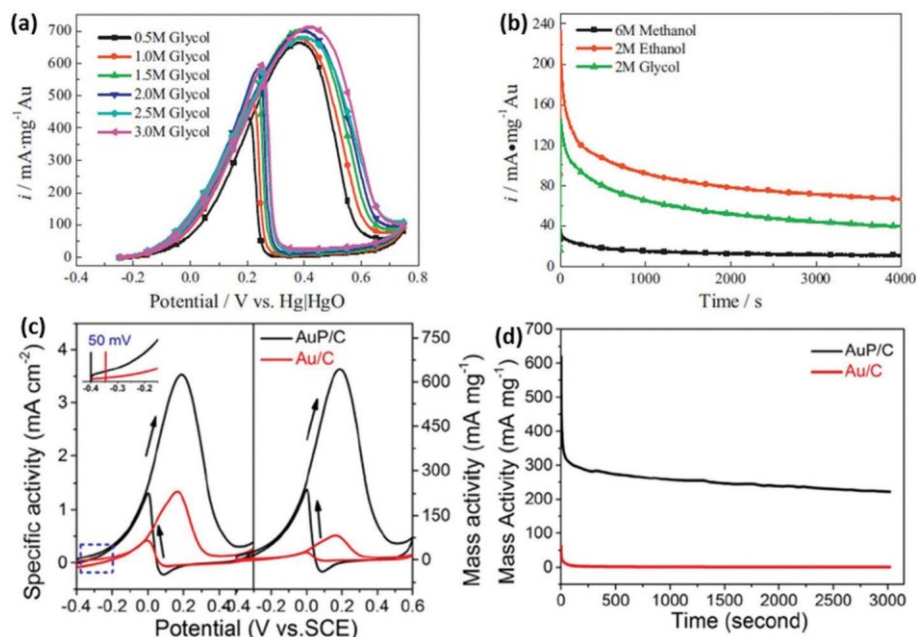 (a)
i / mA·mg⁻¹ Au
700
600
500
400
300
200
100
0
0.5M Glycol
1.0M Glycol
1.5M Glycol
2.0M Glycol
2.5M Glycol
3.0M Glycol
-0.4 -0.2 0.0 0.2 0.4 0.6 0.8
Potential / V vs. Hg|HgO
(b)
i / mA•mg⁻¹ Au
240
200
160
120
80
40
0
6M Methanol
2M Ethanol
2M Glycol
0 1000 2000 3000 4000
Time / s
(c)
Specific activity (mA cm⁻²)
4
3
2
1
0
50 mV
-0.4 -0.3 -0.2
AuP/C
Au/C
750
600
450
300
150
0
Mass activity (mA mg⁻¹)
-0.4 -0.2 0.0 0.2 0.4 -0.2 0.0 0.2 0.4 0.6
Potential (V vs.SCE)
(d)
Mass Activity (mA mg⁻¹)
700
600
500
400
300
200
100
0
AuP/C
Au/C
0 500 1000 1500 2000 2500 3000
Time (second)